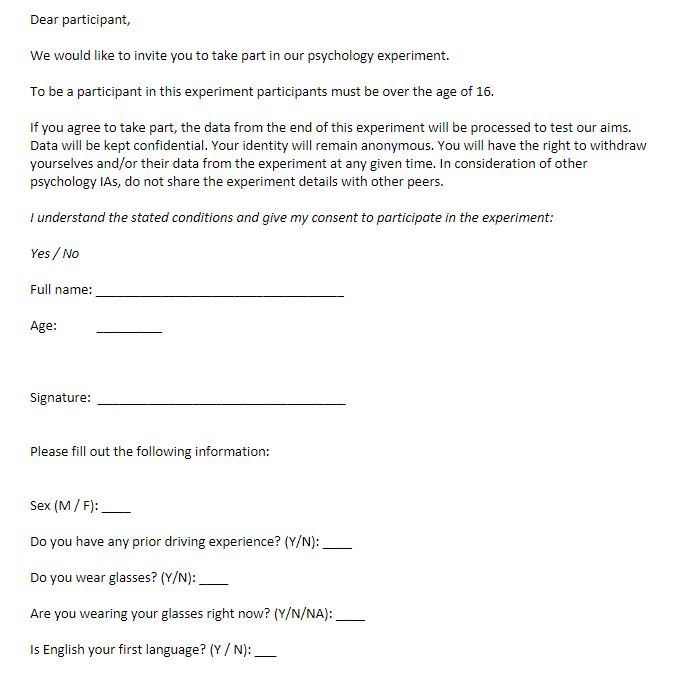 Dear participant,
We would like to invite you to take part in our psychology experiment.
To be a participant in this experiment participants must be over the age of 16.
If you agree to take part, the data from the end of this experiment will be processed to test our aims.
Data will be kept confidential. Your identity will remain anonymous. You will have the right to withdraw
yourselves and/or their data from the experiment at any given time. In consideration of other
psychology IAs, do not share the experiment details with other peers.
I understand the stated conditions and give my consent to participate in the experiment:
Yes / No
Full name: ___________________________________
Age: _________
Signature: ___________________________________
Please fill out the following information:
Sex (M / F): ____
Do you have any prior driving experience? (Y/N): ____
Do you wear glasses? (Y/N): ____
Are you wearing your glasses right now? (Y/N/NA): ____
Is English your first language? (Y / N): ___